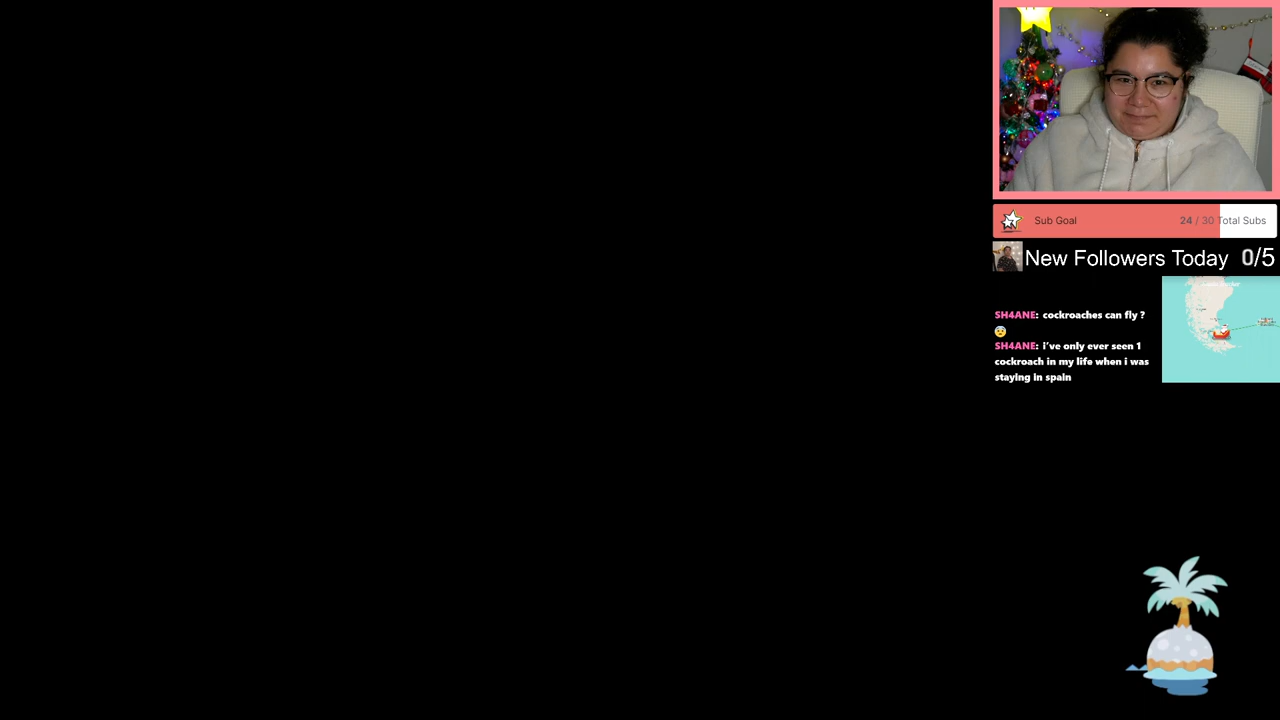 Sub Goal
24 / 30 Total Subs
New Followers Today 0/5
SH4ANE: cockroaches can fly ?
😨
SH4ANE: i've only ever seen 1
cockroach in my life when i was
staying in spain